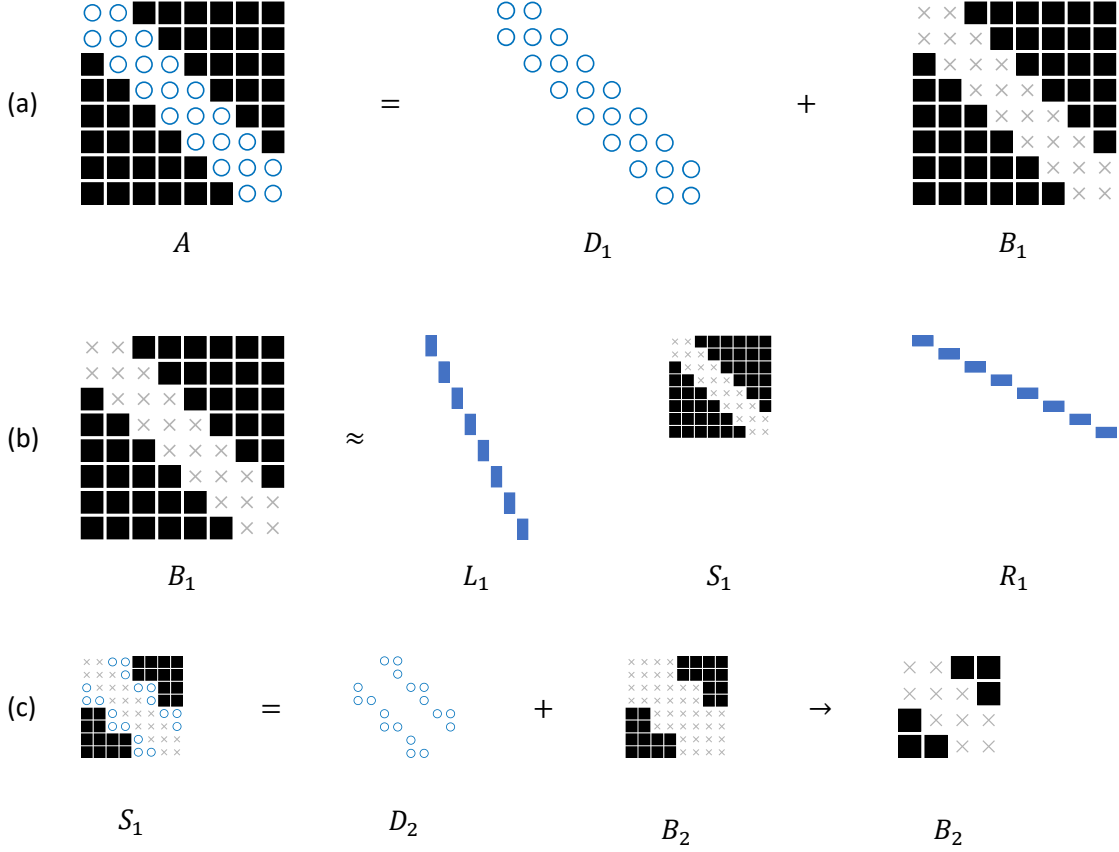 (a) = +
A D₁ B₁
(b) ≈
B₁ L₁ S₁ R₁
(c) = + →
S₁ D₂ B₂ B₂